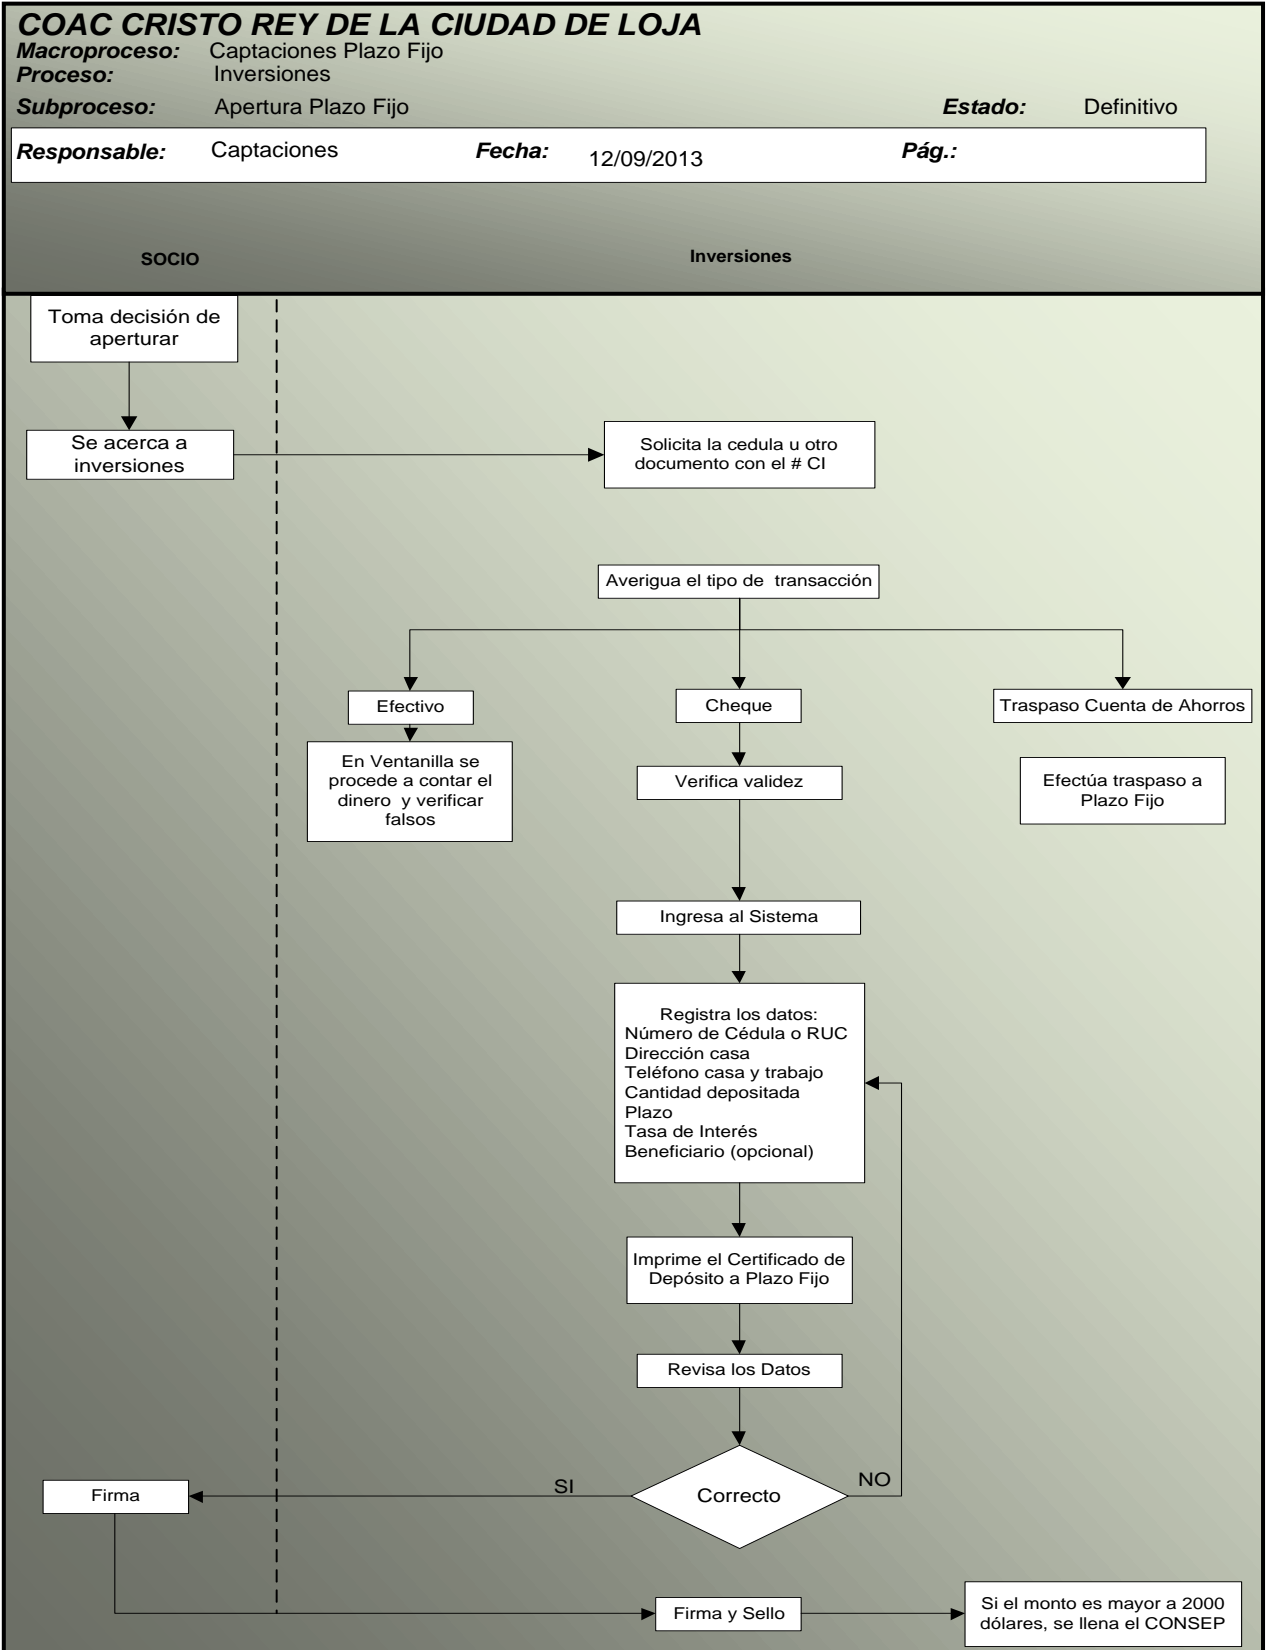 COAC CRISTO REY DE LA CIUDAD DE LOJA
Macroproceso: Captaciones Plazo Fijo
Proceso: Inversiones
Subproceso: Apertura Plazo Fijo Estado: Definitivo
Responsable: Captaciones Fecha: 12/09/2013 Pág.:
SOCIO Inversiones
Toma decisión de
aperturar
Se acerca a
inversiones
Solicita la cedula u otro
documento con el # CI
Averigua el tipo de transacción
Efectivo
Cheque
Traspaso Cuenta de Ahorros
En Ventanilla se
procede a contar el
dinero y verificar
falsos
Verifica validez
Efectúa traspaso a
Plazo Fijo
Ingresa al Sistema
Registra los datos:
Número de Cédula o RUC
Dirección casa
Teléfono casa y trabajo
Cantidad depositada
Plazo
Tasa de Interés
Beneficiario (opcional)
Imprime el Certificado de
Depósito a Plazo Fijo
Revisa los Datos
Correcto
SI
NO
Firma
Firma y Sello
Si el monto es mayor a 2000
dólares, se llena el CONSEP